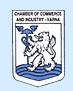 CHAMBER OF COMMERCE
AND INDUSTRY - VARNA